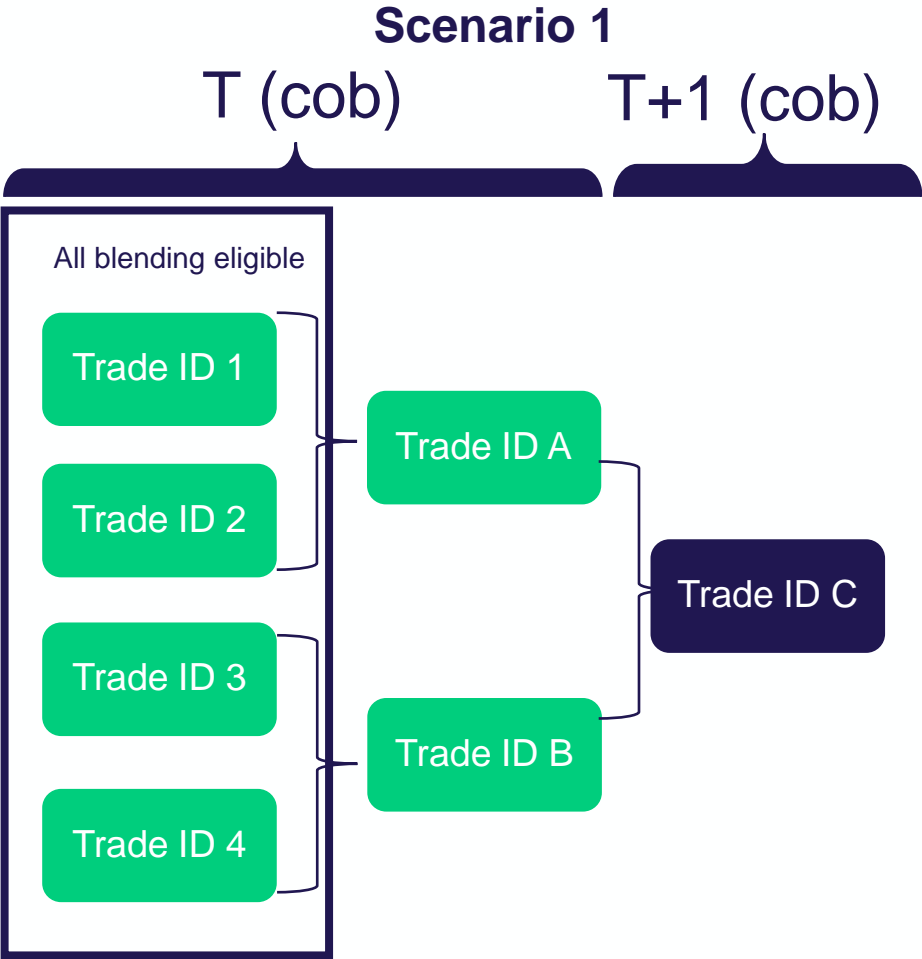 Scenario 1
T (cob)
T+1 (cob)
All blending eligible
Trade ID 1
Trade ID 2
Trade ID 3
Trade ID 4
Trade ID A
Trade ID B
Trade ID C